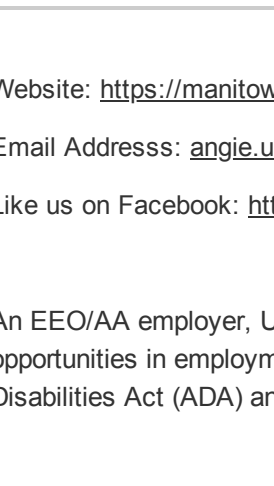 Website: https://manitow
Email Addresss: angie.u
Like us on Facebook: htt
An EEO/AA employer, U
opportunities in employm
Disabilities Act (ADA) an